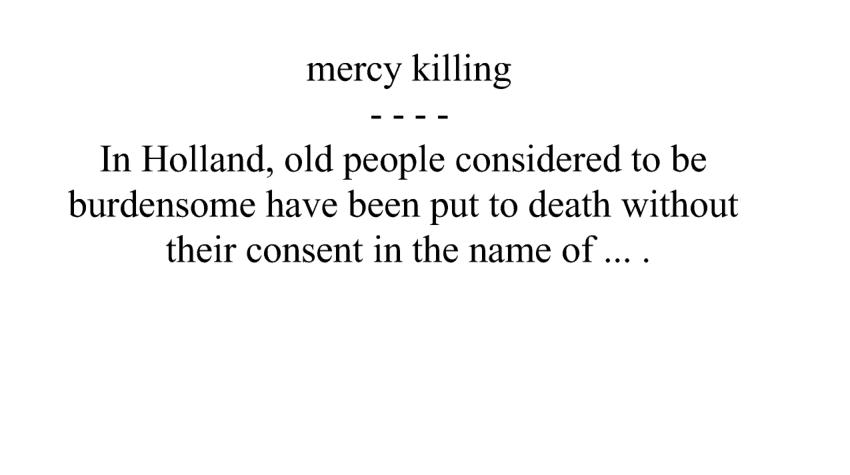 mercy killing
- - - -
In Holland, old people considered to be
burdensome have been put to death without
their consent in the name of ... .